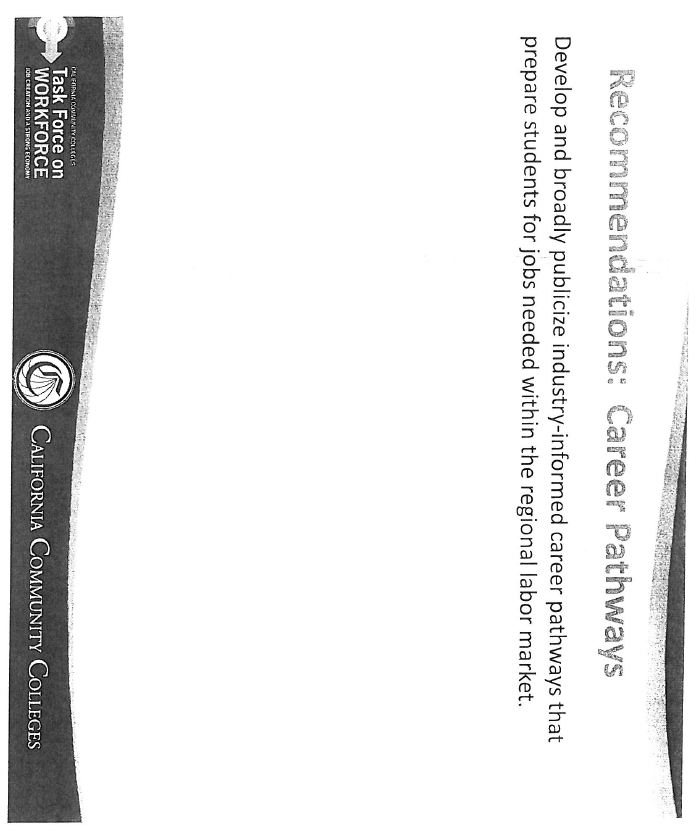 Recommendations: Career Pathways
Develop and broadly publicize industry-informed career pathways that
prepare students for jobs needed within the regional labor market.
CALIFORNIA COMMUNITY COLLEGES
Task Force on
WORKFORCE
JOB CREATION AND A STRONG ECONOMY
CALIFORNIA COMMUNITY COLLEGES